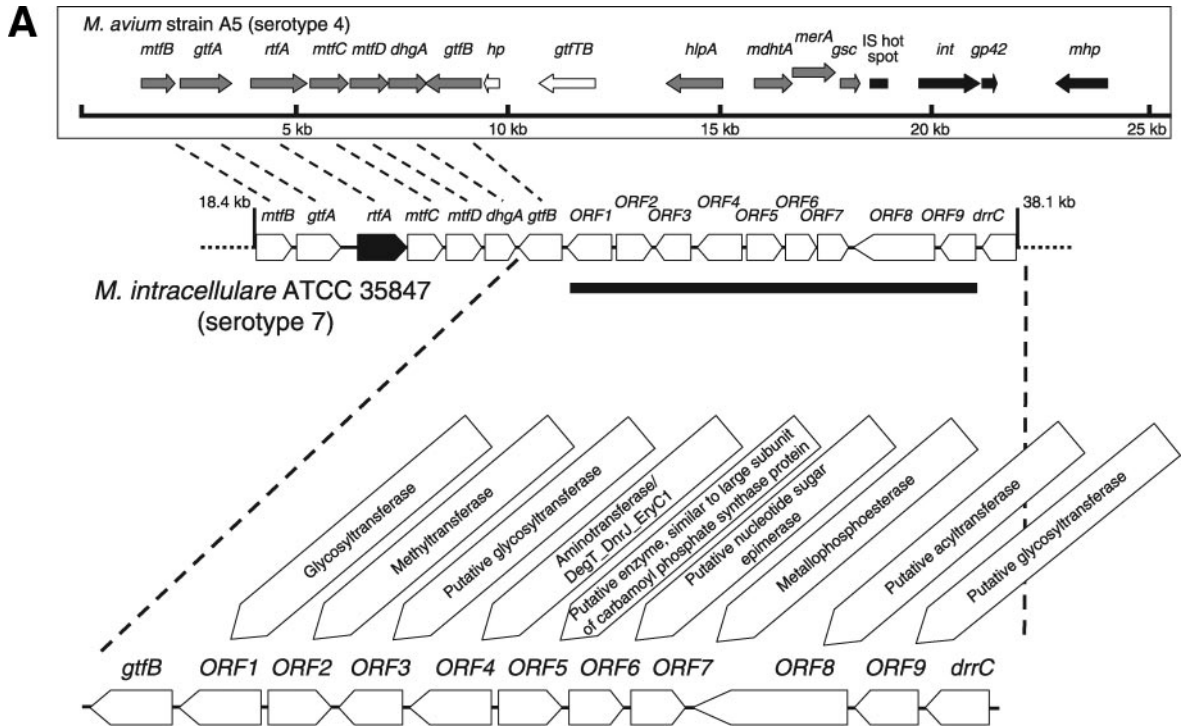 A
M. avium strain A5 (serotype 4)
mtfB gtfA rtfA mtfC mtfD dhgA gtfB hp gtfTB hlpA mdhtA merA gsc IS hot spot int gp42 mhp
5 kb 10 kb 15 kb 20 kb 25 kb
18.4 kb 38.1 kb
mtfB gtfA rtfA mtfC mtfD dhgA gtfB ORF1 ORF2 ORF3 ORF4 ORF5 ORF6 ORF7 ORF8 ORF9 drrC
M. intracellulare ATCC 35847
(serotype 7)
Glycosyltransferase
Methyltransferase
Putative glycosyltransferase
Aminotransferase/
DegT_DnrJ_EryC1
Putative enzyme, similar to large subunit
of carbamoyl phosphate synthase protein
Putative nucleotide sugar
epimerase
Metallophosphoesterase
Putative acyltransferase
Putative glycosyltransferase
gtfB ORF1 ORF2 ORF3 ORF4 ORF5 ORF6 ORF7 ORF8 ORF9 drrC